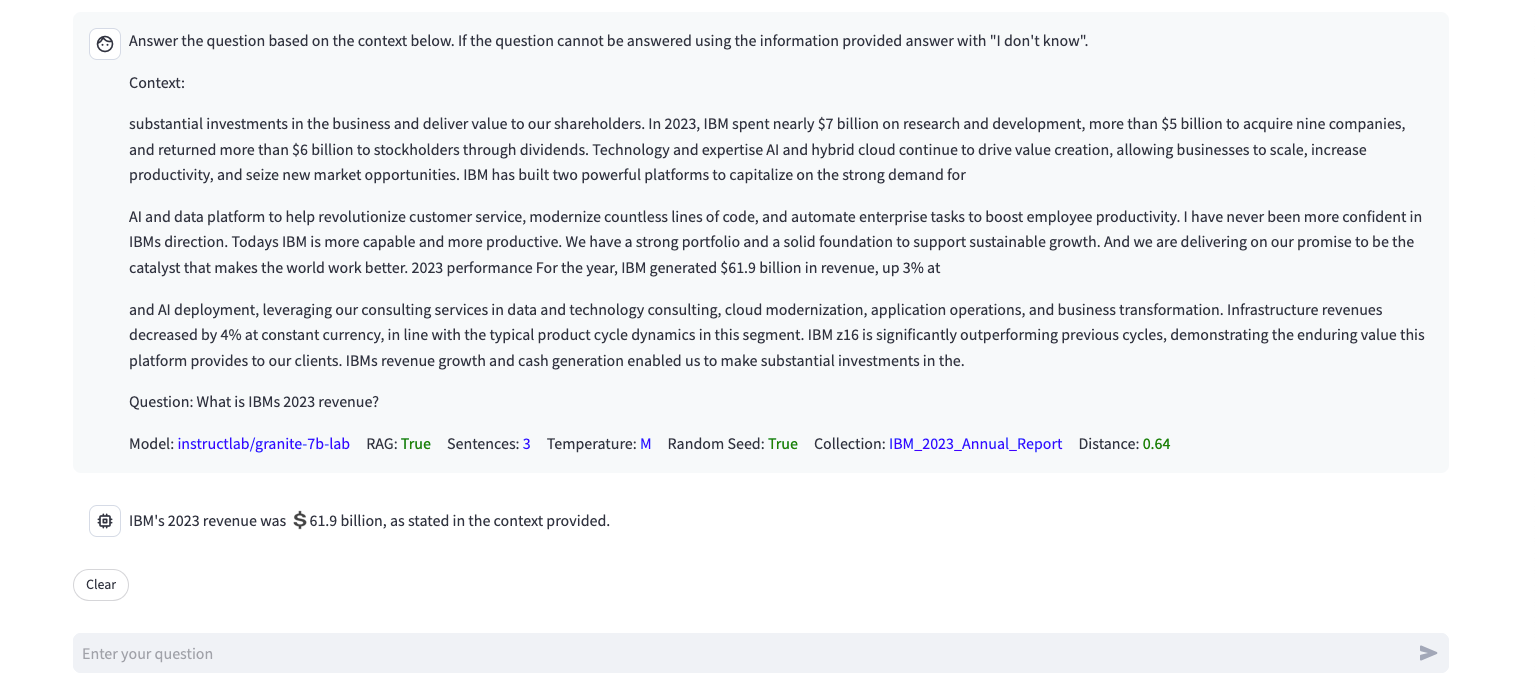 Answer the question based on the context below. If the question cannot be answered using the information provided answer with "I don't know".
Context:
substantial investments in the business and deliver value to our shareholders. In 2023, IBM spent nearly $7 billion on research and development, more than $5 billion to acquire nine companies,
and returned more than $6 billion to stockholders through dividends. Technology and expertise AI and hybrid cloud continue to drive value creation, allowing businesses to scale, increase
productivity, and seize new market opportunities. IBM has built two powerful platforms to capitalize on the strong demand for
AI and data platform to help revolutionize customer service, modernize countless lines of code, and automate enterprise tasks to boost employee productivity. I have never been more confident in
IBMs direction. Todays IBM is more capable and more productive. We have a strong portfolio and a solid foundation to support sustainable growth. And we are delivering on our promise to be the
catalyst that makes the world work better. 2023 performance For the year, IBM generated $61.9 billion in revenue, up 3% at
and AI deployment, leveraging our consulting services in data and technology consulting, cloud modernization, application operations, and business transformation. Infrastructure revenues
decreased by 4% at constant currency, in line with the typical product cycle dynamics in this segment. IBM z16 is significantly outperforming previous cycles, demonstrating the enduring value this
platform provides to our clients. IBMs revenue growth and cash generation enabled us to make substantial investments in the.
Question: What is IBMs 2023 revenue?
Model: instructlab/granite-7b-lab RAG: True Sentences: 3 Temperature: M Random Seed: True Collection: IBM_2023_Annual_Report Distance: 0.64
IBM's 2023 revenue was $61.9 billion, as stated in the context provided.
Clear
Enter your question